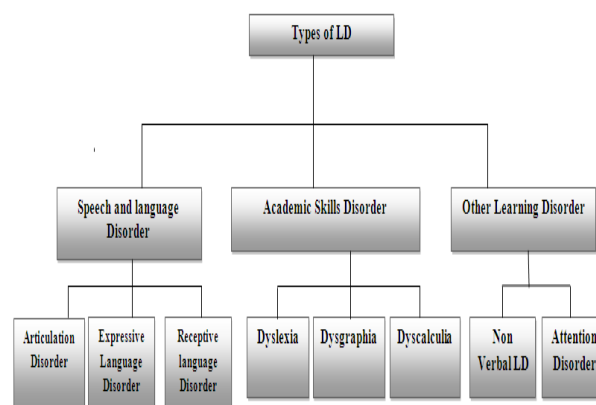 Types of LD
Speech and language
Disorder
Academic Skills Disorder
Other Learning Disorder
Articulation
Disorder
Expressive
Language
Disorder
Receptive
language
Disorder
Dyslexia
Dysgraphia
Dyscalculia
Non
Verbal LD
Attention
Disorder